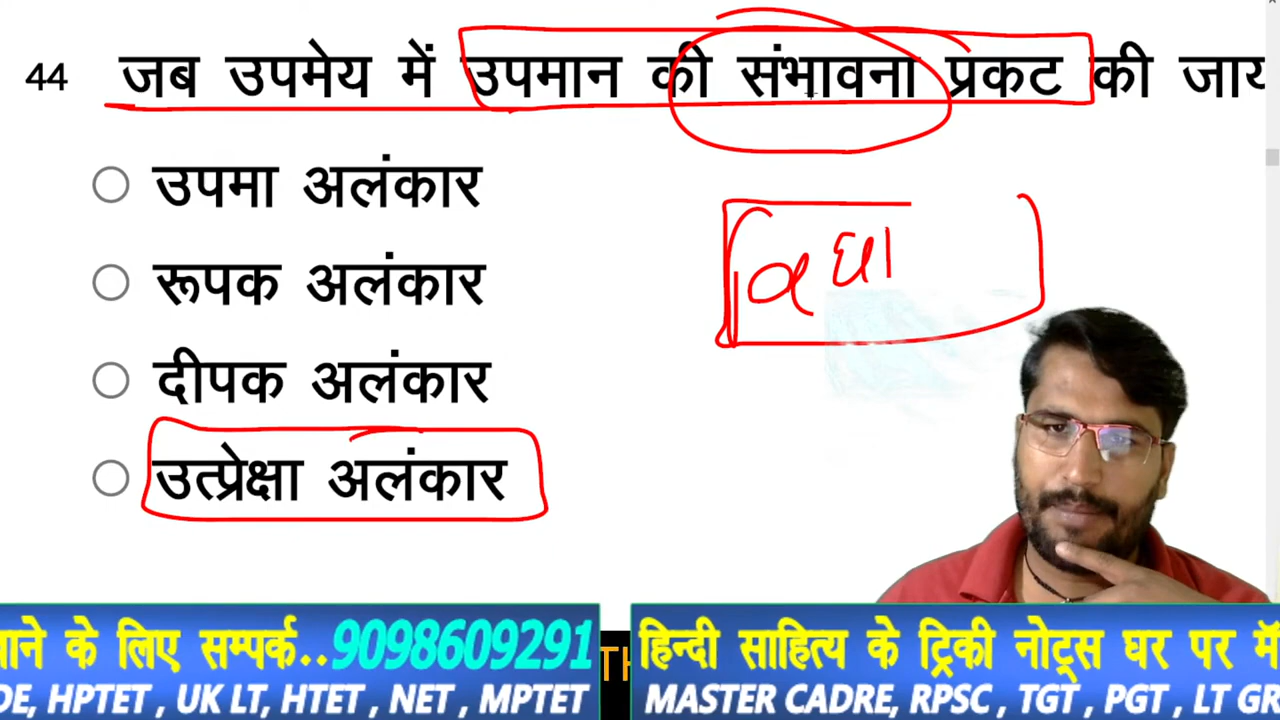 44 जब उपमेय में उपमान की संभावना प्रकट की जाय
उपमा अलंकार
रूपक अलंकार
दीपक अलंकार
उत्प्रेक्षा अलंकार
के लिए सम्पर्क..9098609291
हिन्दी साहित्य के ट्रिकी नोट्स घर पर
DE, HPTET , UK LT, HTET , NET , MPTET
MASTER CADRE, RPSC , TGT , PGT , LT GR